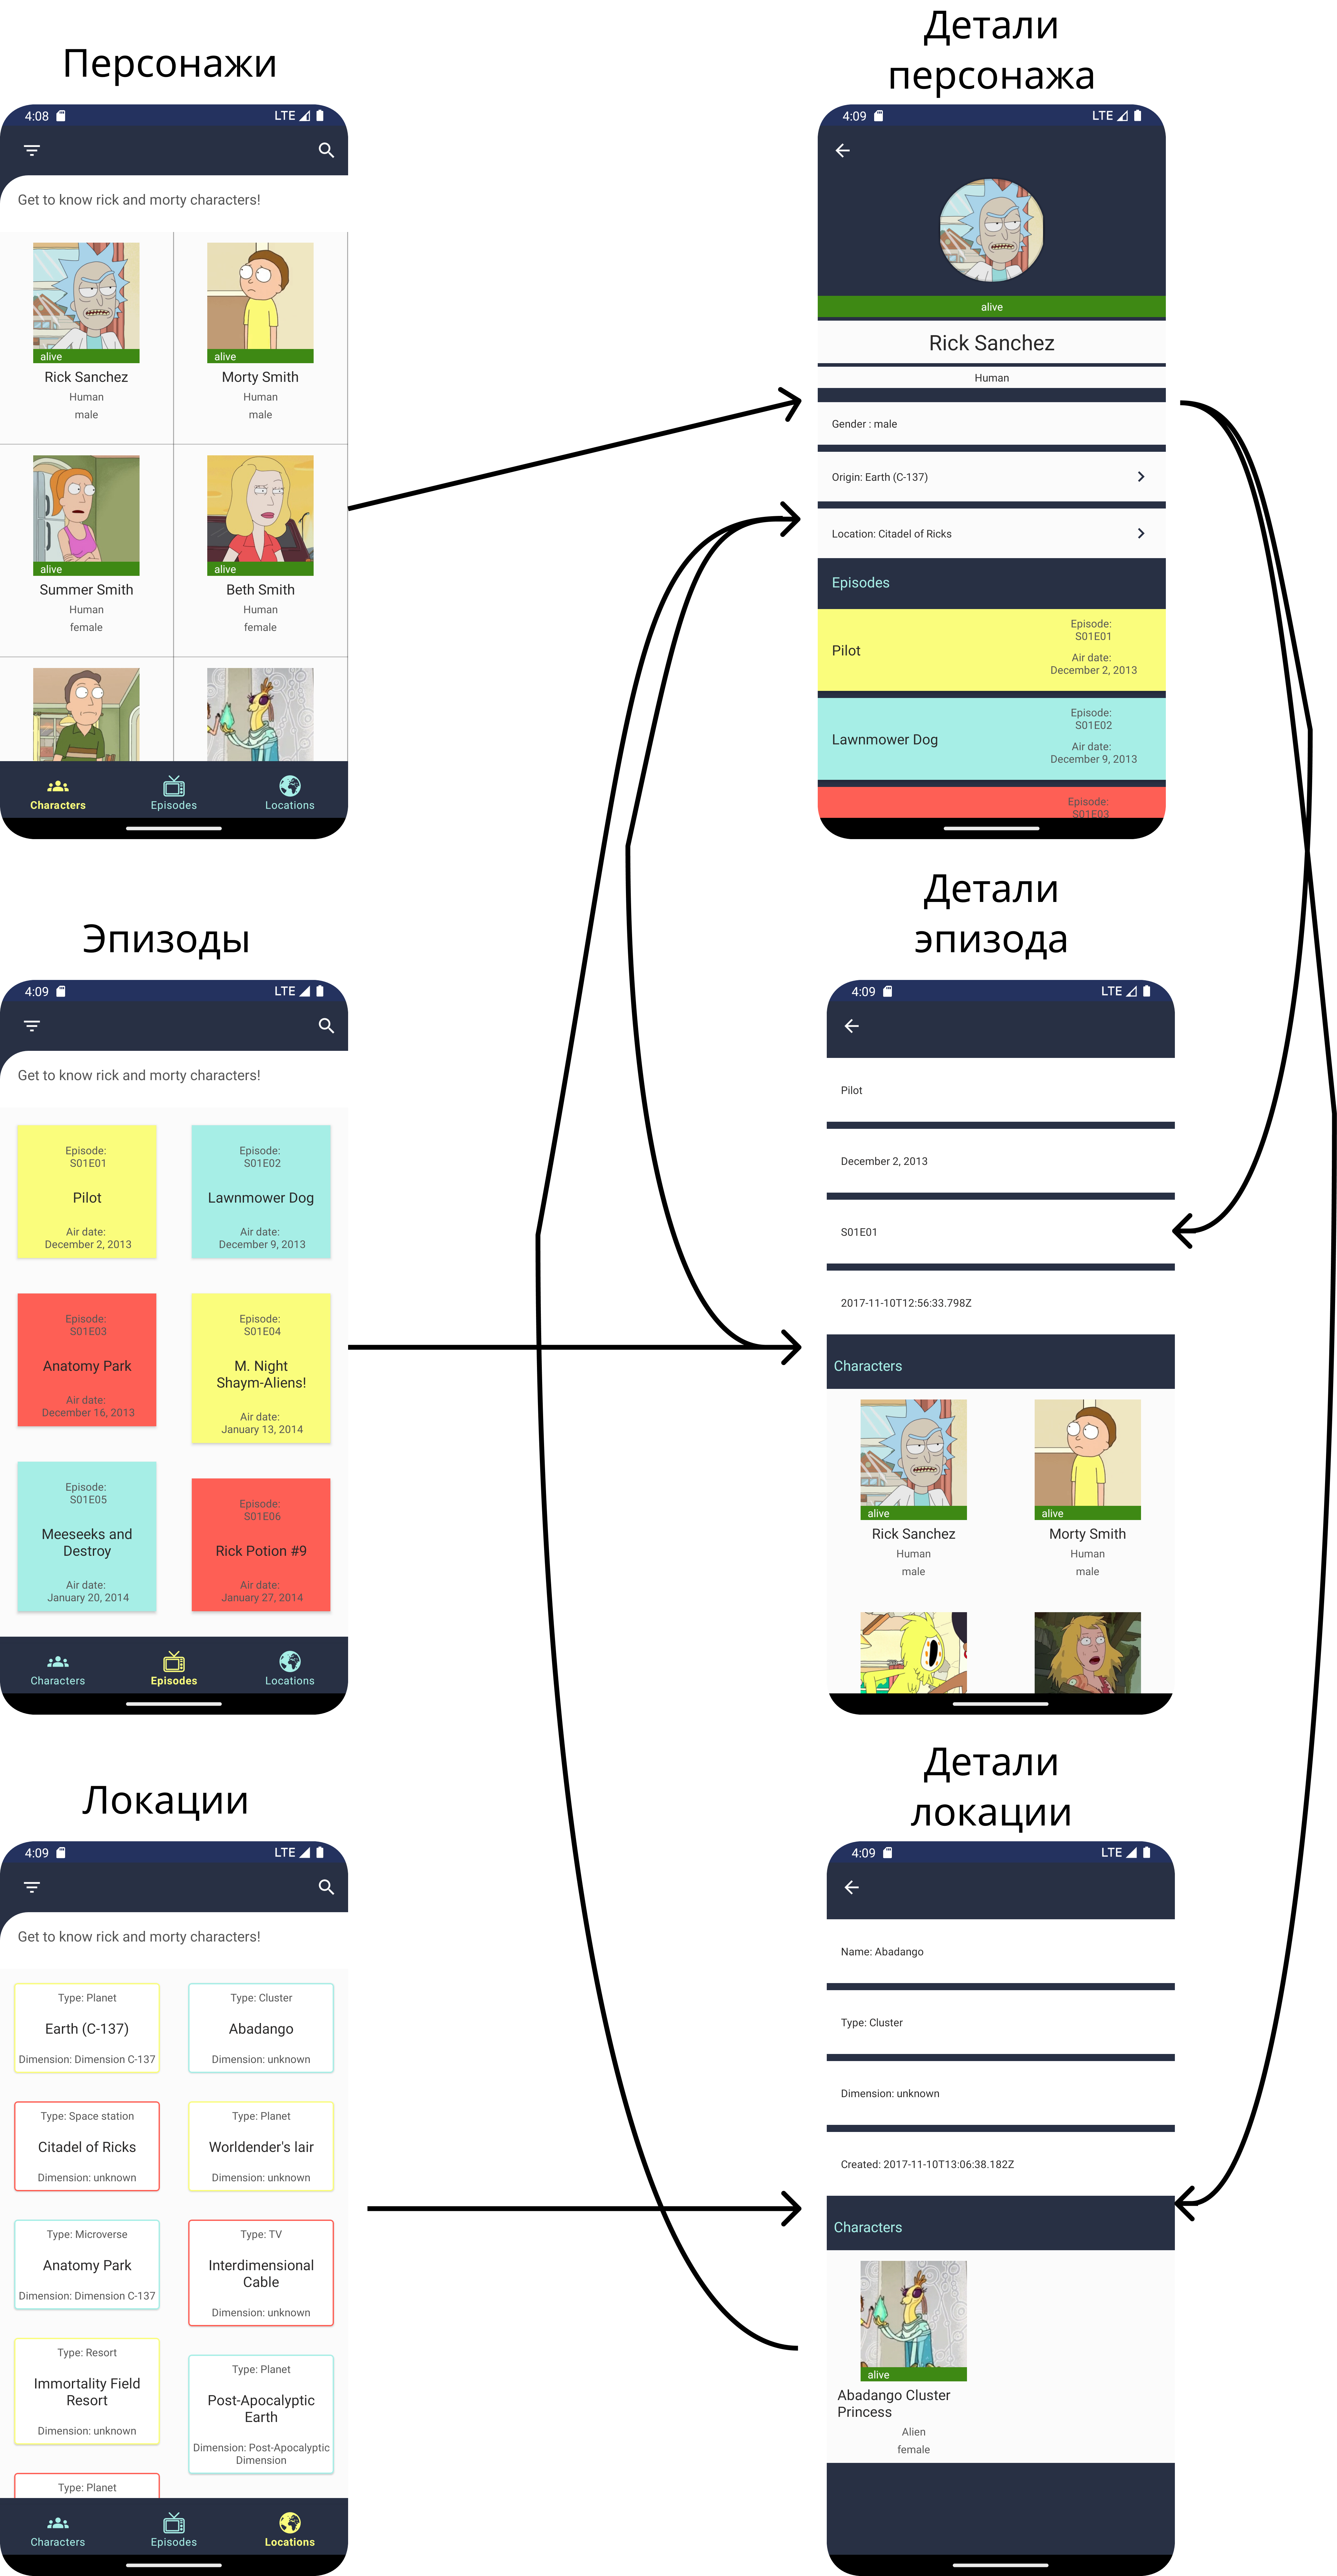 Персонажи
4:08
LTE
Get to know rick and morty characters!
alive
Rick Sanchez
Human
male
alive
Morty Smith
Human
male
alive
Summer Smith
Human
female
alive
Beth Smith
Human
female
Characters
Episodes
Locations
Детали
персонажа
4:09
LTE
alive
Rick Sanchez
Human
Gender : male
Origin: Earth (C-137)
Location: Citadel of Ricks
Episodes
Pilot
Episode:
S01E01
Air date:
December 2, 2013
Lawnmower Dog
Episode:
S01E02
Air date:
December 9, 2013
Episode:
S01E03
Эпизоды
4:09
LTE
Get to know rick and morty characters!
Episode:
S01E01
Pilot
Air date:
December 2, 2013
Episode:
S01E02
Lawnmower Dog
Air date:
December 9, 2013
Episode:
S01E03
Anatomy Park
Air date:
December 16, 2013
Episode:
S01E04
M. Night
Shaym-Aliens!
Air date:
January 13, 2014
Episode:
S01E05
Meeseeks and
Destroy
Air date:
January 20, 2014
Episode:
S01E06
Rick Potion #9
Air date:
January 27, 2014
Characters
Episodes
Locations
Детали
эпизода
4:09
LTE
Pilot
December 2, 2013
S01E01
2017-11-10T12:56:33.798Z
Characters
alive
Rick Sanchez
Human
male
alive
Morty Smith
Human
male
Локации
4:09
LTE
Get to know rick and morty characters!
Type: Planet
Earth (C-137)
Dimension: Dimension C-137
Type: Cluster
Abadango
Dimension: unknown
Type: Space station
Citadel of Ricks
Dimension: unknown
Type: Planet
Worldender's lair
Dimension: unknown
Type: Microverse
Anatomy Park
Dimension: Dimension C-137
Type: TV
Interdimensional
Cable
Dimension: unknown
Type: Resort
Immortality Field
Resort
Dimension: unknown
Type: Planet
Post-Apocalyptic
Earth
Dimension: Post-Apocalyptic
Dimension
Type: Planet
Characters
Episodes
Locations
Детали
локации
4:09
LTE
Name: Abadango
Type: Cluster
Dimension: unknown
Created: 2017-11-10T13:06:38.182Z
Characters
alive
Abadango Cluster
Princess
Alien
female